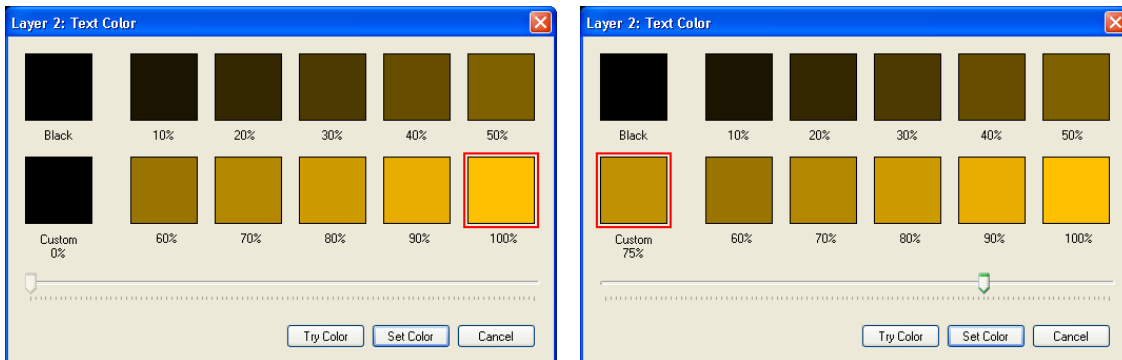 Layer 2: Text Color
Black 10% 20% 30% 40% 50%
Custom 60% 70% 80% 90% 100%
0%
Try Color Set Color Cancel
Layer 2: Text Color
Black 10% 20% 30% 40% 50%
Custom 60% 70% 80% 90% 100%
75%
Try Color Set Color Cancel